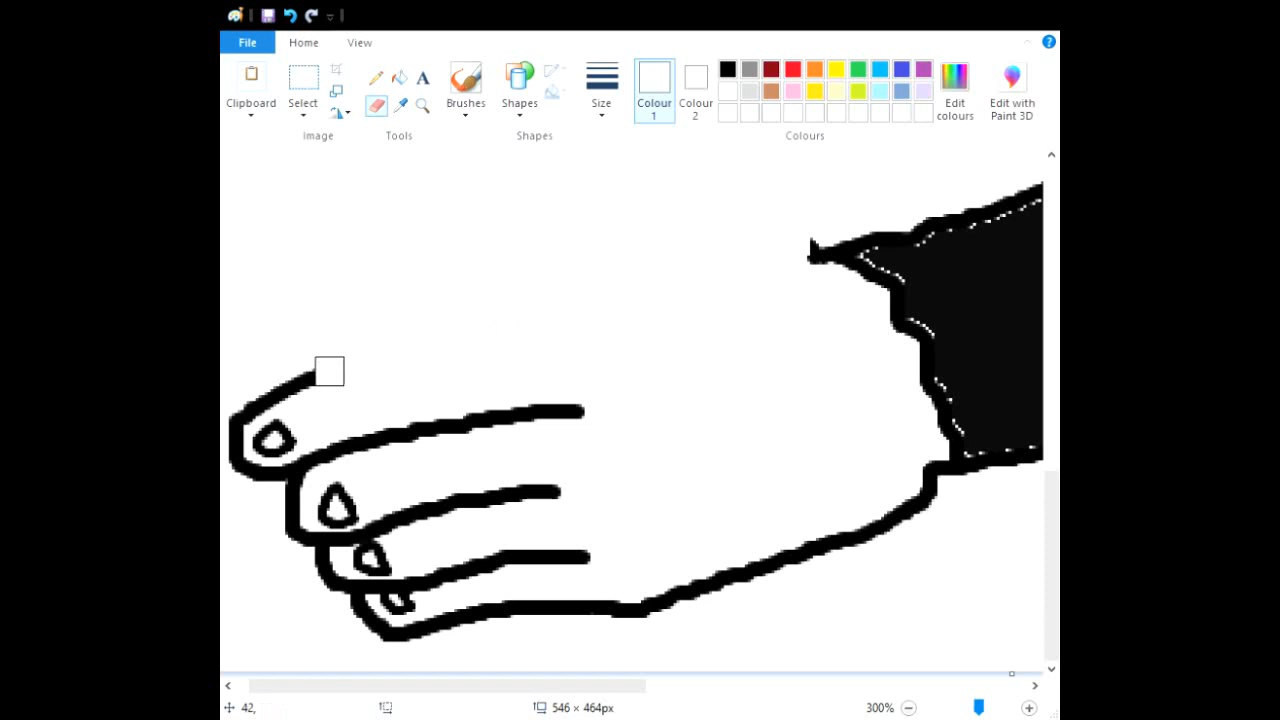 File Home View
Clipboard Select Brushes Shapes Size Colour 1 Colour 2 Edit colours Edit with Paint 3D
Image Tools Shapes Colours
42, 546 × 464px 300%